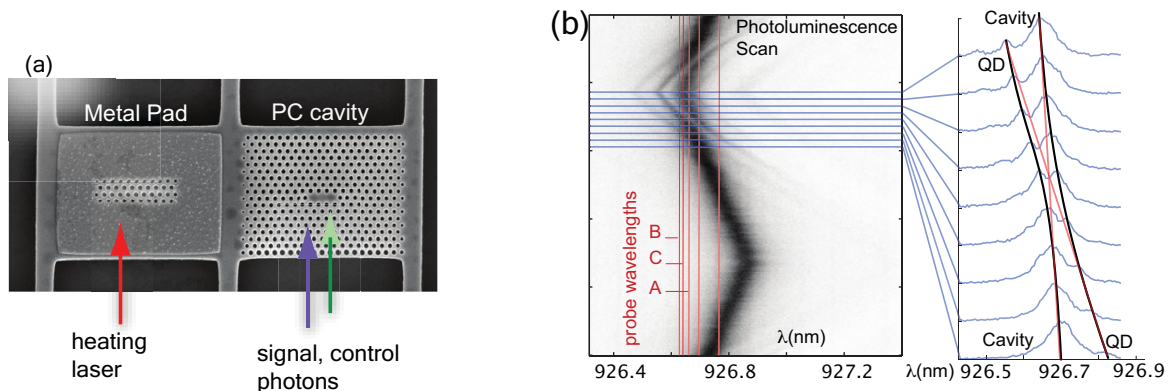 (a)
Metal Pad
PC cavity
heating
laser
signal, control
photons
(b)
Photoluminescence
Scan
probe wavelengths
B
C
A
λ(nm)
926.4
926.8
927.2
Cavity
QD
Cavity
QD
λ(nm)
926.5
926.7
926.9